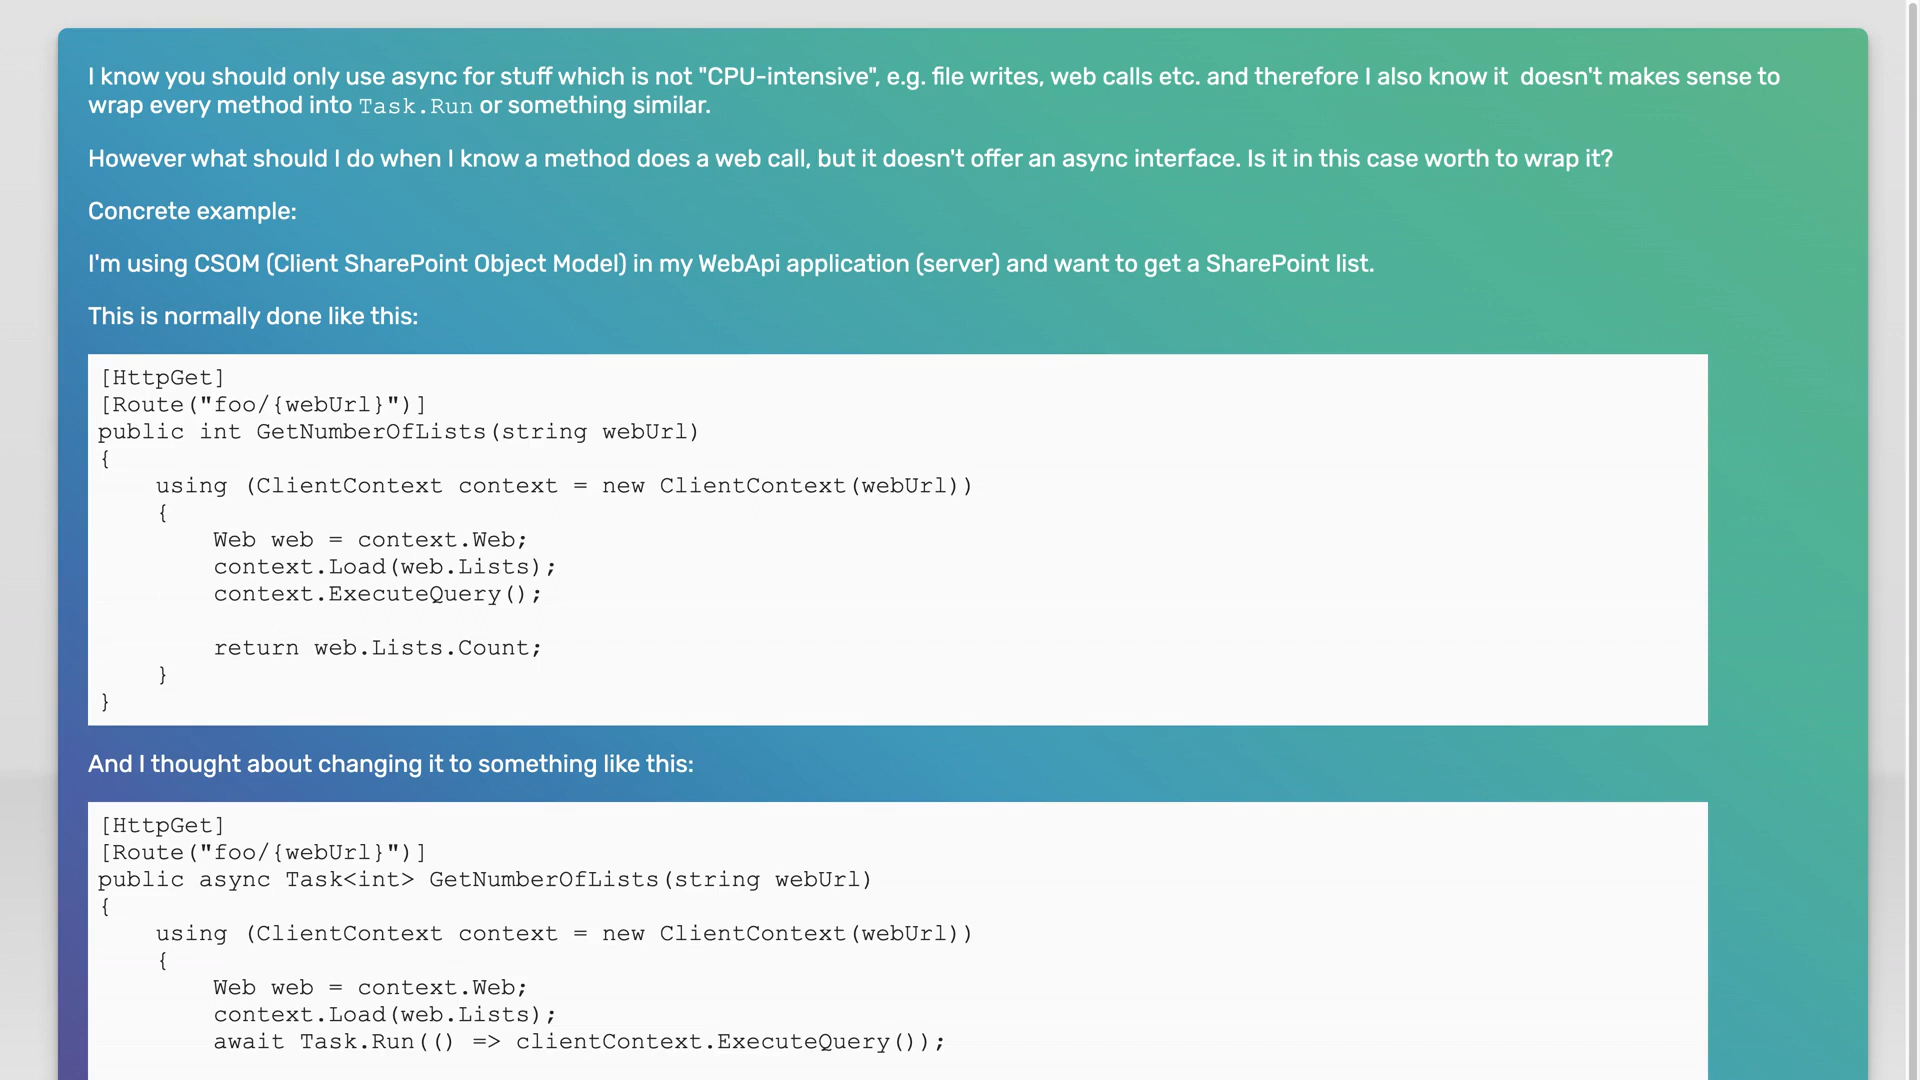 I know you should only use async for stuff which is not "CPU-intensive", e.g. file writes, web calls etc. and therefore I also know it  doesn't makes sense to
wrap every method into Task.Run or something similar.
However what should I do when I know a method does a web call, but it doesn't offer an async interface. Is it in this case worth to wrap it?
Concrete example:
I'm using CSOM (Client SharePoint Object Model) in my WebApi application (server) and want to get a SharePoint list.
This is normally done like this:
[HttpGet]
[Route("foo/{webUrl}")]
public int GetNumberOfLists(string webUrl)
{
    using (ClientContext context = new ClientContext(webUrl))
    {
        Web web = context.Web;
        context.Load(web.Lists);
        context.ExecuteQuery();
        return web.Lists.Count;
    }
}
And I thought about changing it to something like this:
[HttpGet]
[Route("foo/{webUrl}")]
public async Task<int> GetNumberOfLists(string webUrl)
{
    using (ClientContext context = new ClientContext(webUrl))
    {
        Web web = context.Web;
        context.Load(web.Lists);
        await Task.Run(() => clientContext.ExecuteQuery());